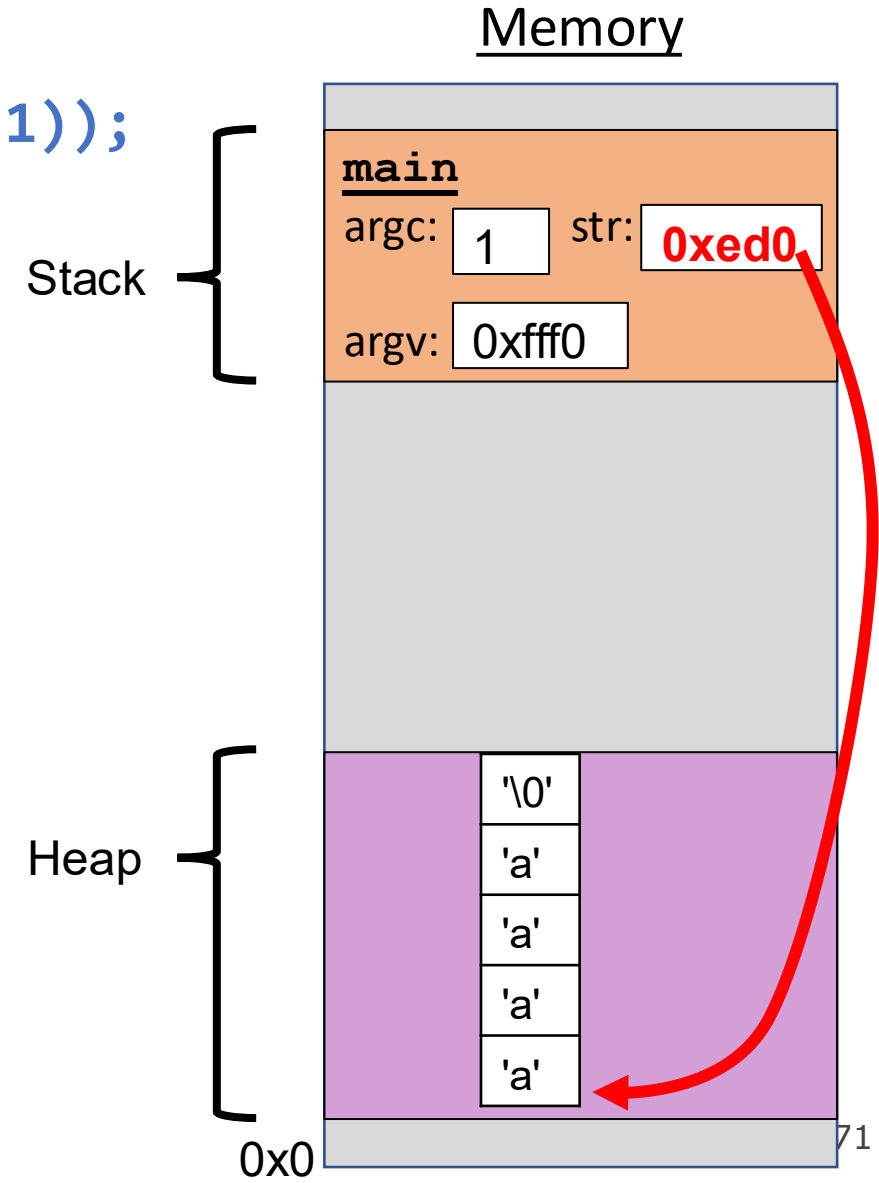 Memory
1));
main
argc: 1 str: 0xed0
Stack
argv: 0xfff0
'\0'
'a'
Heap
'a'
'a'
'a'
0x0
71